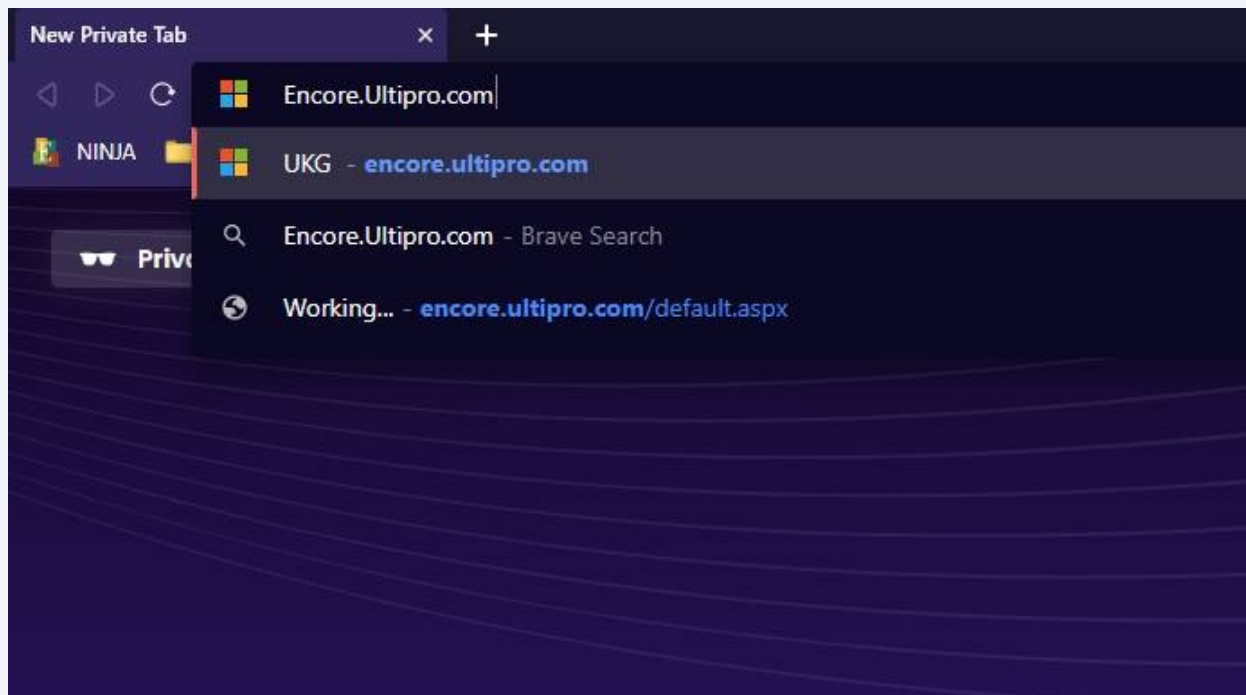 New Private Tab
Encore.Ultipro.com
NINJA
UKG - encore.ultipro.com
Encore.Ultipro.com - Brave Search
Working... - encore.ultipro.com/default.aspx